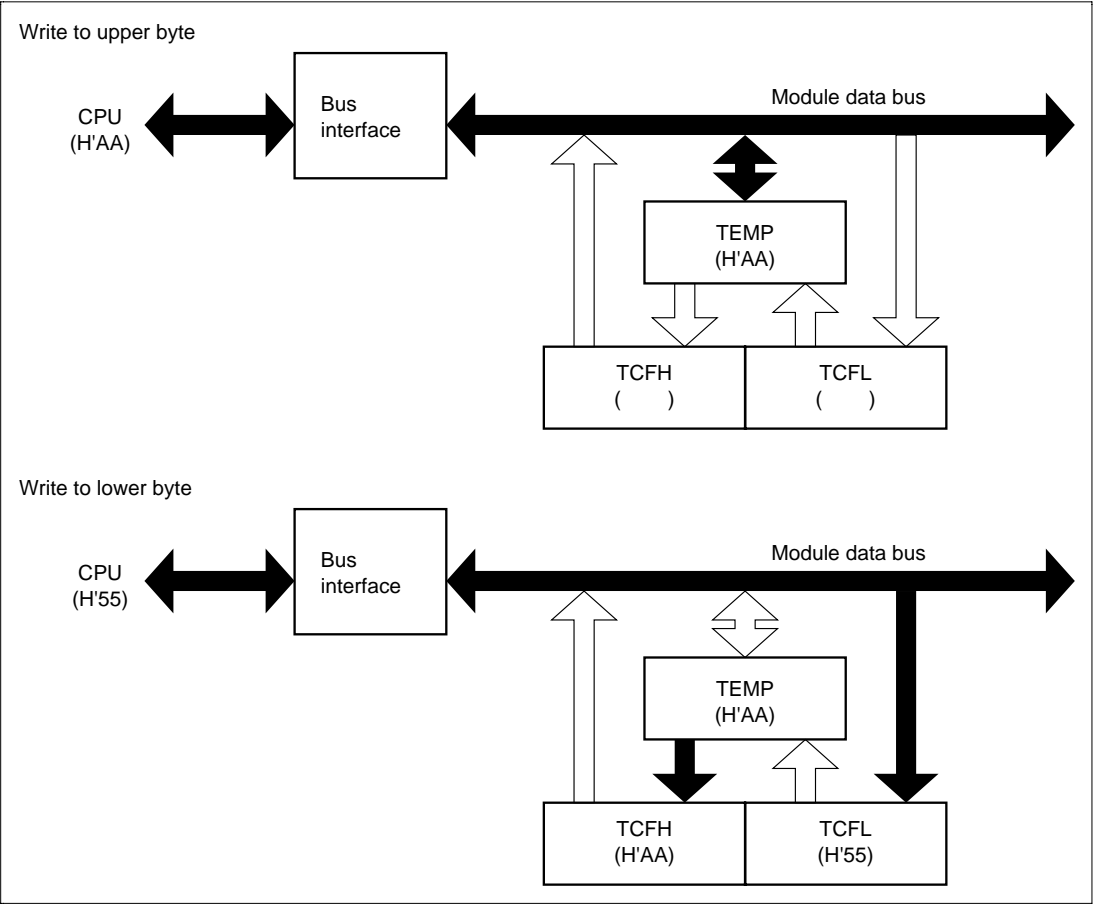 Write to upper byte
CPU
(H'AA)
Bus
interface
Module data bus
TEMP
(H'AA)
TCFH
(      )
TCFL
(      )
Write to lower byte
CPU
(H'55)
Bus
interface
Module data bus
TEMP
(H'AA)
TCFH
(H'AA)
TCFL
(H'55)